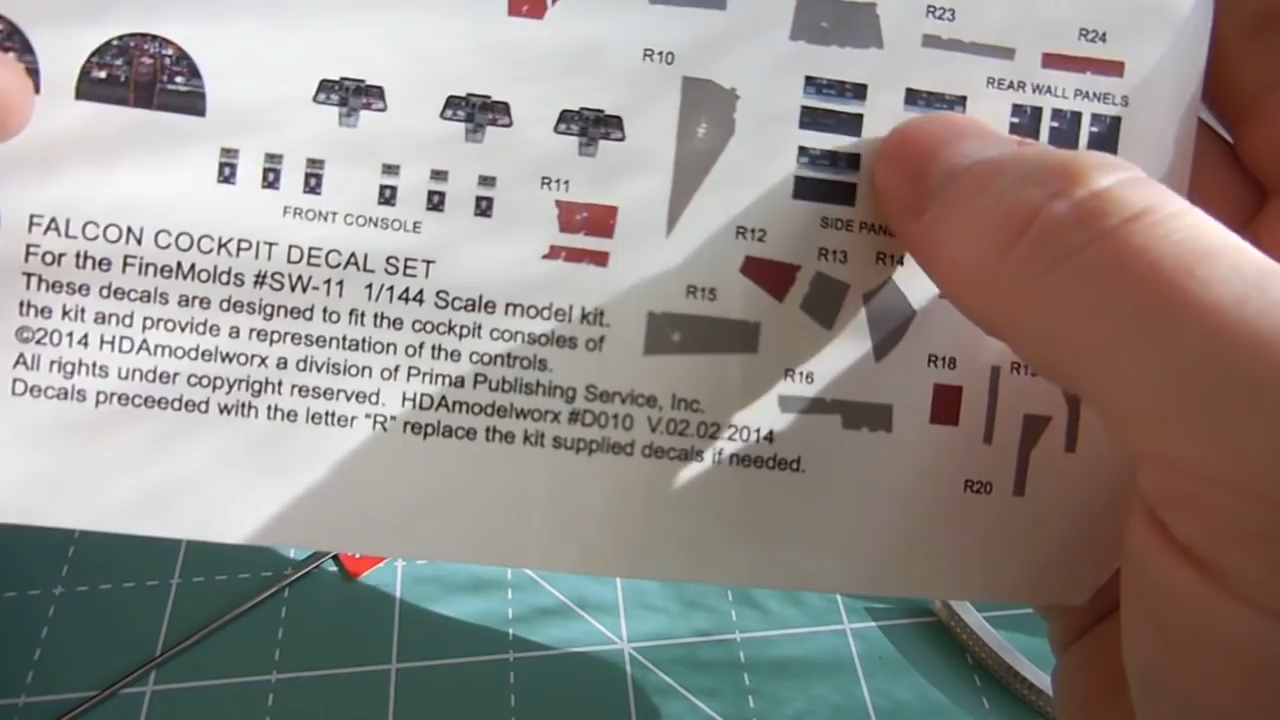 R23
R24
R10
REAR WALL PANELS
R11
FRONT CONSOLE
SIDE
R12
R13
R14
R15
FALCON COCKPIT DECAL SET
For the FineMolds #SW-11 1/144 Scale model kit.
These decals are designed to fit the cockpit consoles of
the kit and provide a representation of the controls.
©2014 HDAmodelworx a division of Prima Publishing Service, Inc.
All rights under copyright reserved. HDAmodelworx #D010 V.02.02.2014
Decals preceeded with the letter "R" replace the kit supplied decals if needed.
R16
R18
R20